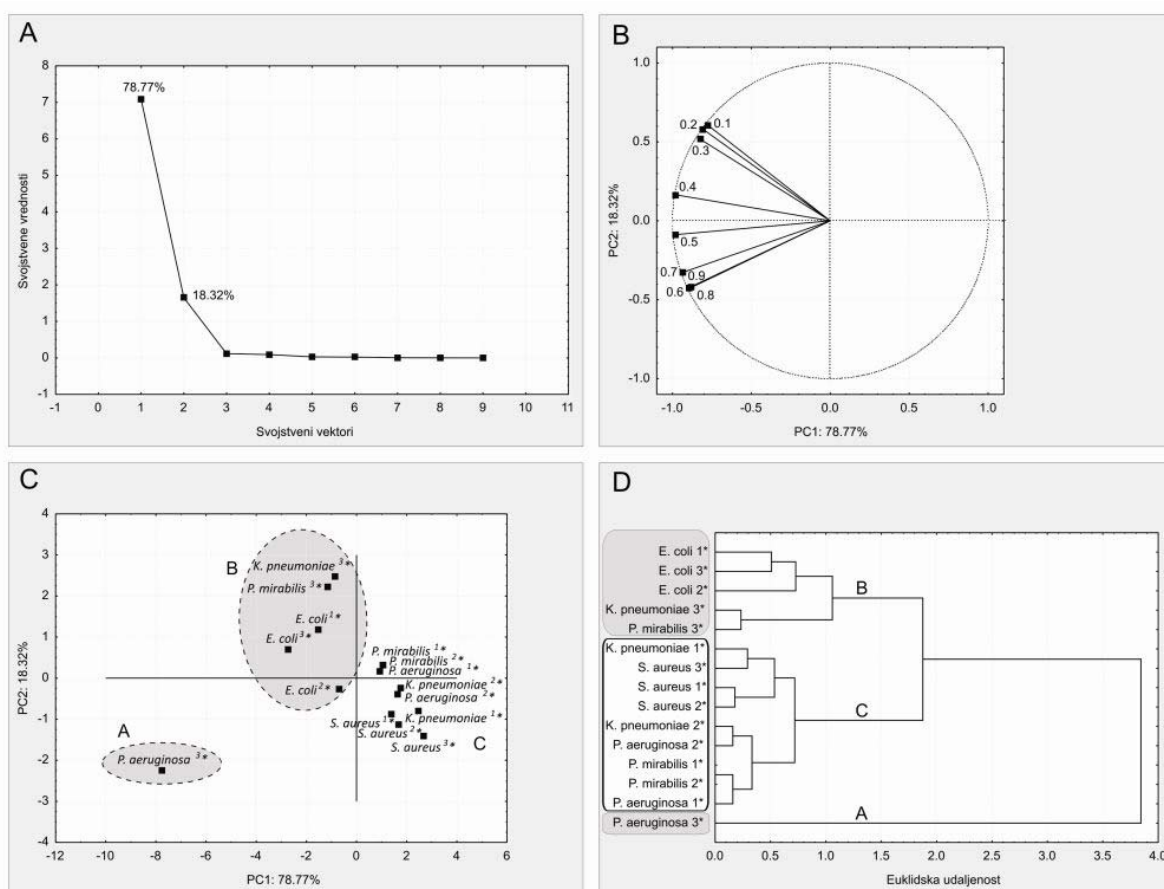 A
8
7
6
5
4
3
2
1
0
-1
Svojstvene vrednosti
78.77%
18.32%
-1 0 1 2 3 4 5 6 7 8 9 10 11
Svojstveni vektori
B
1.0
0.5
0.0
-0.5
-1.0
PC2: 18.32%
0.2 0.1
0.3
0.4
0.5
0.7 0.9
0.6 0.8
-1.0 -0.5 0.0 0.5 1.0
PC1: 78.77%
C
4
3
2
1
0
-1
-2
-3
-4
PC2: 18.32%
B
K. pneumoniae 3*
P. mirabilis 3*
E. coli 1*
E. coli 3*
E. coli 2*
P. mirabilis 1*
P. mirabilis 2*
P. aeruginosa 1*
K. pneumoniae 2*
P. aeruginosa 2*
S. aureus 1*
K. pneumoniae 1*
S. aureus 2*
S. aureus 3*
C
A
P. aeruginosa 3*
-10 -8 -6 -4 -2 0 2 4 6
PC1: 78.77%
D
E. coli 1*
E. coli 3*
E. coli 2*
K. pneumoniae 3*
P. mirabilis 3*
K. pneumoniae 1*
S. aureus 3*
S. aureus 1*
S. aureus 2*
K. pneumoniae 2*
P. aeruginosa 2*
P. mirabilis 1*
P. mirabilis 2*
P. aeruginosa 1*
P. aeruginosa 3*
B
C
A
0.0 0.5 1.0 1.5 2.0 2.5 3.0 3.5 4.0
Euklidska udaljenost